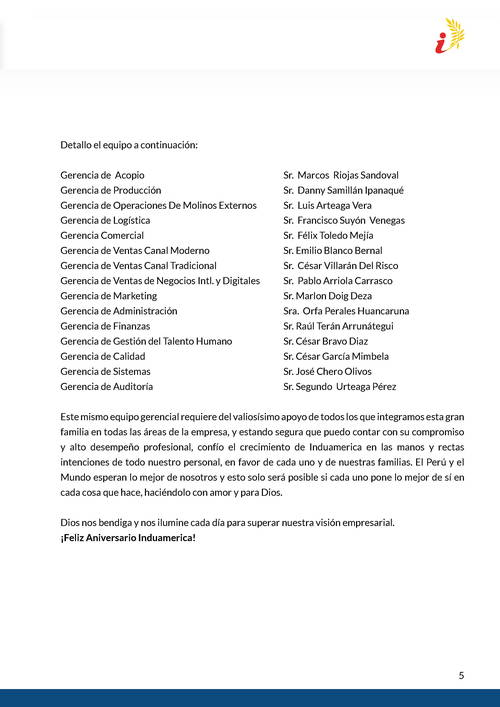 Detallo el equipo a continuación:
Gerencia de Acopio Sr. Marcos Riojas Sandoval
Gerencia de Producción Sr. Danny Samillán Ipanaqué
Gerencia de Operaciones De Molinos Externos Sr. Luis Arteaga Vera
Gerencia de Logística Sr. Francisco Suyón Venegas
Gerencia Comercial Sr. Félix Toledo Mejía
Gerencia de Ventas Canal Moderno Sr. Emilio Blanco Bernal
Gerencia de Ventas Canal Tradicional Sr. César Villarán Del Risco
Gerencia de Ventas de Negocios Intl. y Digitales Sr. Pablo Arriola Carrasco
Gerencia de Marketing Sr. Marlon Doig Deza
Gerencia de Administración Sra. Orfa Perales Huancaruna
Gerencia de Finanzas Sr. Raúl Terán Arrunátegui
Gerencia de Gestión del Talento Humano Sr. César Bravo Diaz
Gerencia de Calidad Sr. César García Mimbela
Gerencia de Sistemas Sr. José Chero Olivos
Gerencia de Auditoría Sr. Segundo Urteaga Pérez
Este mismo equipo gerencial requiere del valiosísimo apoyo de todos los que integramos esta gran
familia en todas las áreas de la empresa, y estando segura que puedo contar con su compromiso
y alto desempeño profesional, confío el crecimiento de Induamerica en las manos y rectas
intenciones de todo nuestro personal, en favor de cada uno y de nuestras familias. El Perú y el
Mundo esperan lo mejor de nosotros y esto solo será posible si cada uno pone lo mejor de sí en
cada cosa que hace, haciéndolo con amor y para Dios.
Dios nos bendiga y nos ilumine cada día para superar nuestra visión empresarial.
¡Feliz Aniversario Induamerica!
5